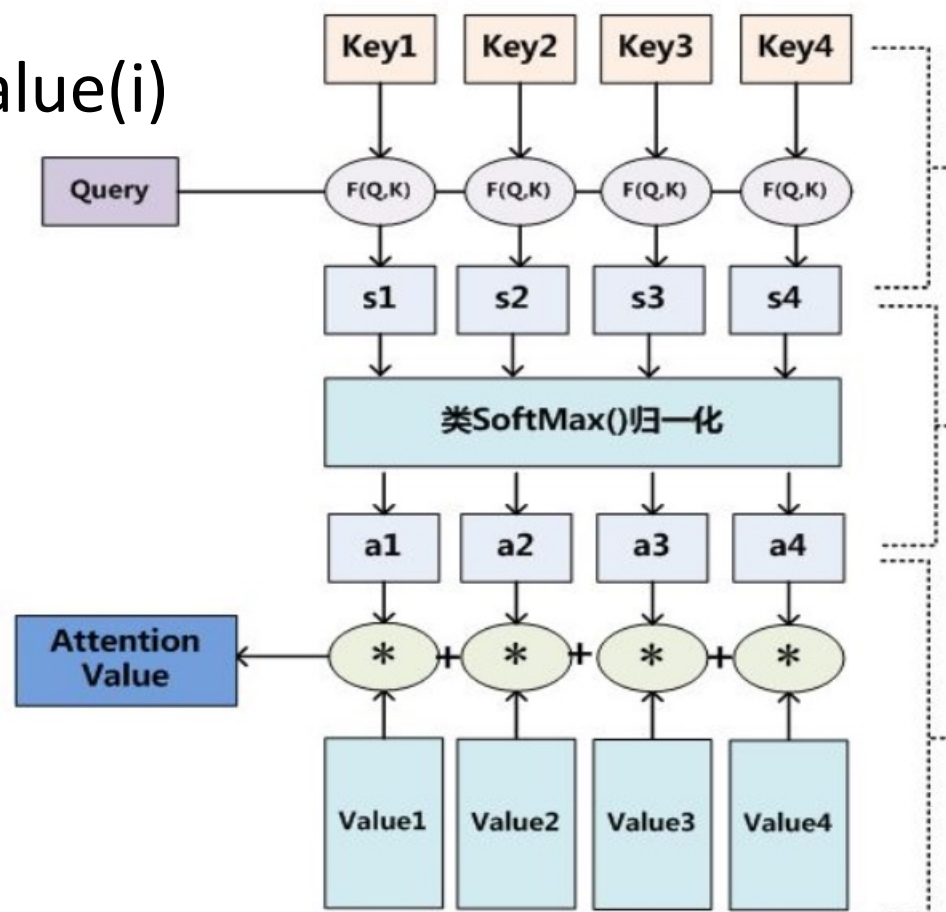 alue(i)
Key1 Key2 Key3 Key4
Query F(Q,K) F(Q,K) F(Q,K) F(Q,K)
s1 s2 s3 s4
类SoftMax()归一化
a1 a2 a3 a4
Attention
Value
* + * + * + *
Value1 Value2 Value3 Value4